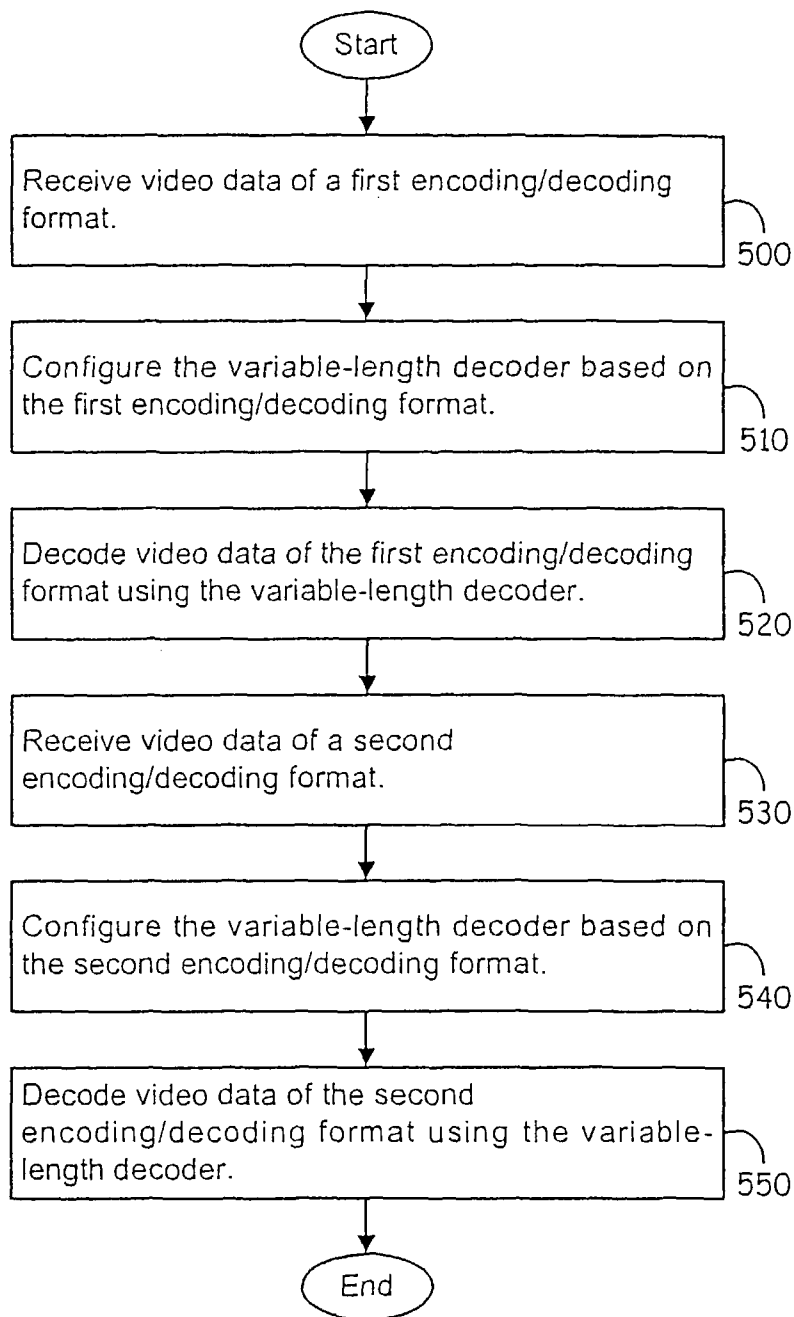 Start
Receive video data of a first encoding/decoding
format.
500
Configure the variable-length decoder based on
the first encoding/decoding format.
510
Decode video data of the first encoding/decoding
format using the variable-length decoder.
520
Receive video data of a second
encoding/decoding format.
530
Configure the variable-length decoder based on
the second encoding/decoding format.
540
Decode video data of the second
encoding/decoding format using the variable-
length decoder.
550
End